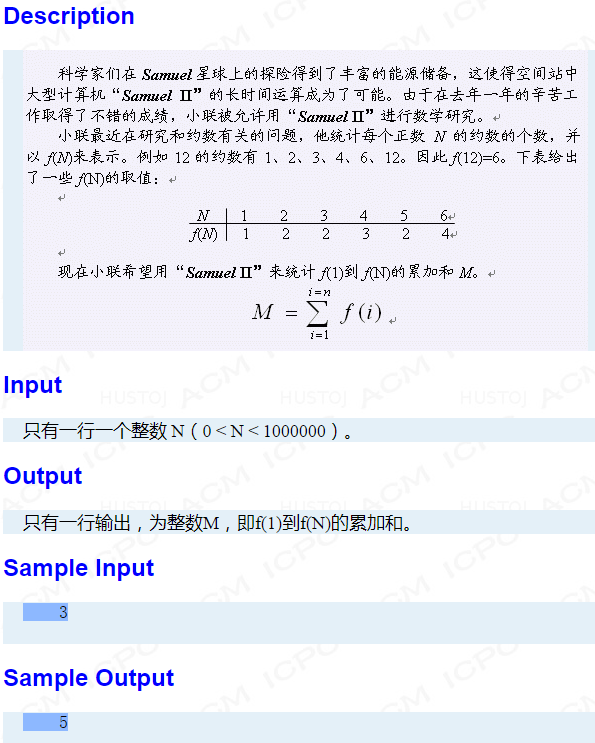 Description
科学家们在 Samuel 星球上的探险得到了丰富的能源储备，这使得空间站中
大型计算机“Samuel II”的长时间运算成为了可能。由于在去年一年的辛苦工
作取得了不错的成绩，小联被允许用“Samuel II”进行数学研究。
小联最近在研究和约数有关的问题，他统计每个正数 N 的约数的个数，并
以 f(N)来表示。例如 12 的约数有 1、2、3、4、6、12。因此 f(12)=6。下表给出
了一些 f(N)的取值：
N 1 2 3 4 5 6
f(N) 1 2 2 3 2 4
现在小联希望用“Samuel II”来统计 f(1)到 f(N)的累加和 M。
i=n
M = ∑ f(i)
i=1
Input
只有一行一个整数 N（0 < N < 1000000）。
Output
只有一行输出，为整数M，即f(1)到f(N)的累加和。
Sample Input
3
Sample Output
5
ACM ICPC HUSTOJ